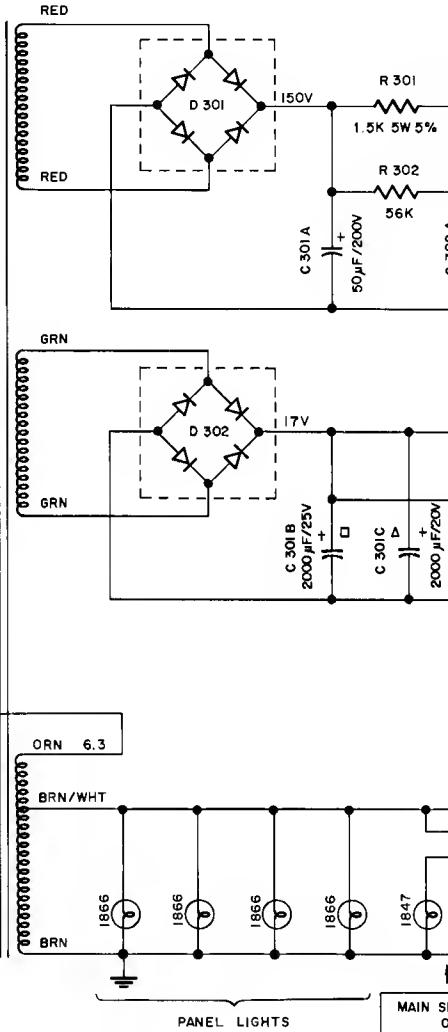 RED
D 301
150V
R 301
1.5K 5W 5%
R 302
56K
RED
C 301 A
+
50µF/200V
GRN
D 302
17V
GRN
C 301 B
2000µF/25V
+
C 301 C
+
2000µF/20V
ORN 6.3
BRN/WHT
1866
1866
1866
1866
1847
BRN
PANEL LIGHTS
MAIN